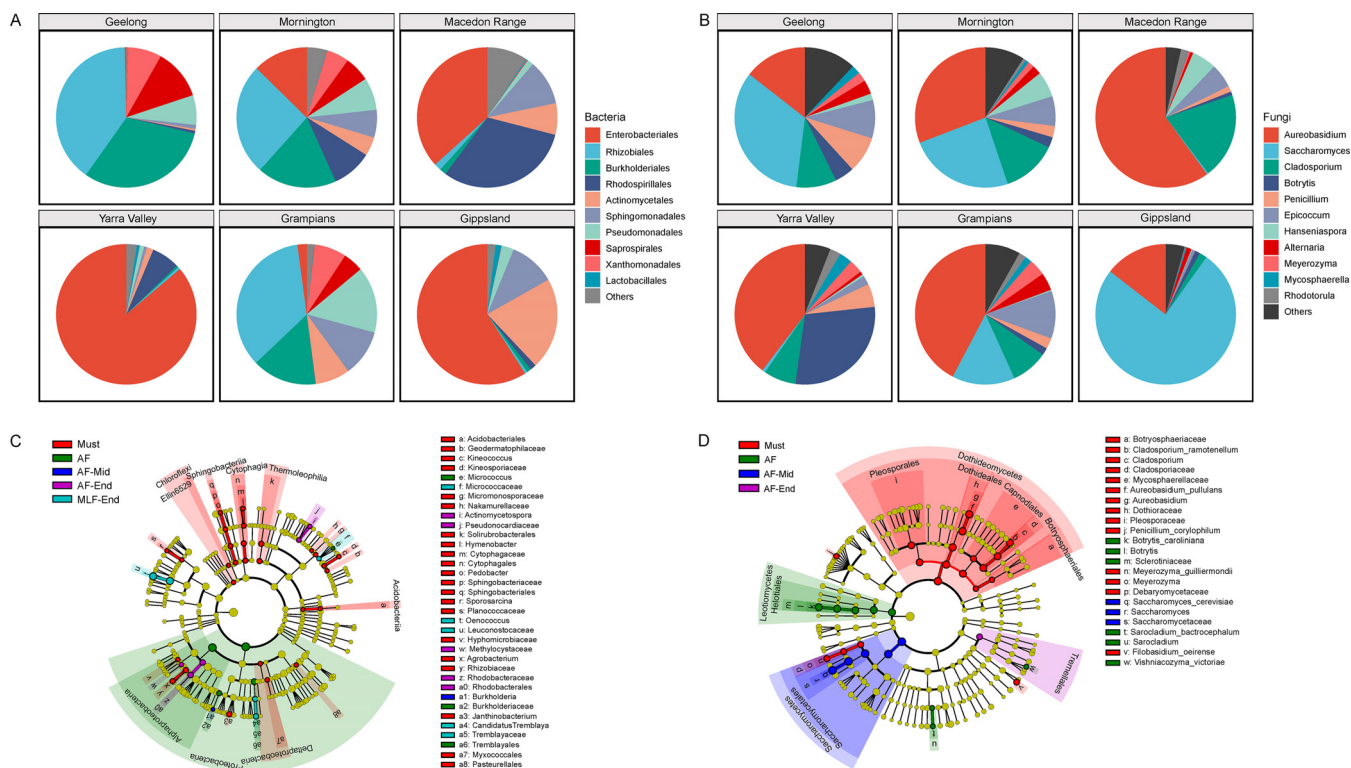 A
Geelong
Mornington
Macedon Range
Yarra Valley
Grampians
Gippsland
Bacteria
Enterobacteriales
Rhizobiales
Burkholderiales
Rhodospirillales
Actinomycetales
Sphingomonadales
Pseudomonadales
Saprospirales
Xanthomonadales
Lactobacillales
Others
B
Geelong
Mornington
Macedon Range
Yarra Valley
Grampians
Gippsland
Fungi
Aureobasidium
Saccharomyces
Cladosporium
Botrytis
Penicillium
Epicoccum
Hanseniaspora
Alternaria
Meyerozyma
Mycosphaerella
Rhodotorula
Others
C
Must
AF
AF-Mid
AF-End
MLF-End
Chloroflexi
Ellin6529
Sphingobacteriia
Cytophagia
Thermoleophilia
Acidobacteriia
Alphaproteobacteria
Proteobacteria
Deltaproteobacteria
a: Acidobacteriales
b: Geodermatophilaceae
c: Kineococcus
d: Kineosporiaceae
e: Micrococcus
f: Micrococcaceae
g: Micromonosporaceae
h: Nakamurellaceae
i: Actinomycetospora
j: Pseudonocardiaceae
k: Solirubrobacterales
l: Hymenobacter
m: Cytophagaceae
n: Cytophagales
o: Pedobacter
p: Sphingobacteriaceae
q: Sphingobacteriales
r: Sporosarcina
s: Planococcaceae
t: Oenococcus
u: Leuconostocaceae
v: Hyphomicrobiaceae
w: Methylocystaceae
x: Agrobacterium
y: Rhizobiaceae
z: Rhodobacteraceae
a0: Rhodobacterales
a1: Burkholderia
a2: Burkholderiaceae
a3: Janthinobacterium
a4: CandidatusTremblaya
a5: Tremblayaceae
a6: Tremblayales
a7: Myxococcales
a8: Pasteurellales
D
Must
AF
AF-Mid
AF-End
Dothideomycetes
Pleosporales
Dothideales
Capnodiales
Botryosphaeriales
Leotiomycetes
Helotiales
Saccharomycetes
Saccharomycetales
Tremellales
a: Botryosphaeriaceae
b: Cladosporium_ramotenellum
c: Cladosporium
d: Cladosporiaceae
e: Mycosphaerellaceae
f: Aureobasidium_pullulans
g: Aureobasidium
h: Dothioraceae
i: Pleosporaceae
j: Penicillium_corylophilum
k: Botrytis_caroliniana
l: Botrytis
m: Sclerotiniaceae
n: Meyerozyma_guilliermondii
o: Meyerozyma
p: Debaryomycetaceae
q: Saccharomyces_cerevisiae
r: Saccharomyces
s: Saccharomycetaceae
t: Sarocladium_bactrocephalum
u: Sarocladium
v: Filobasidium_oeirense
w: Vishniacozyma_victoriae